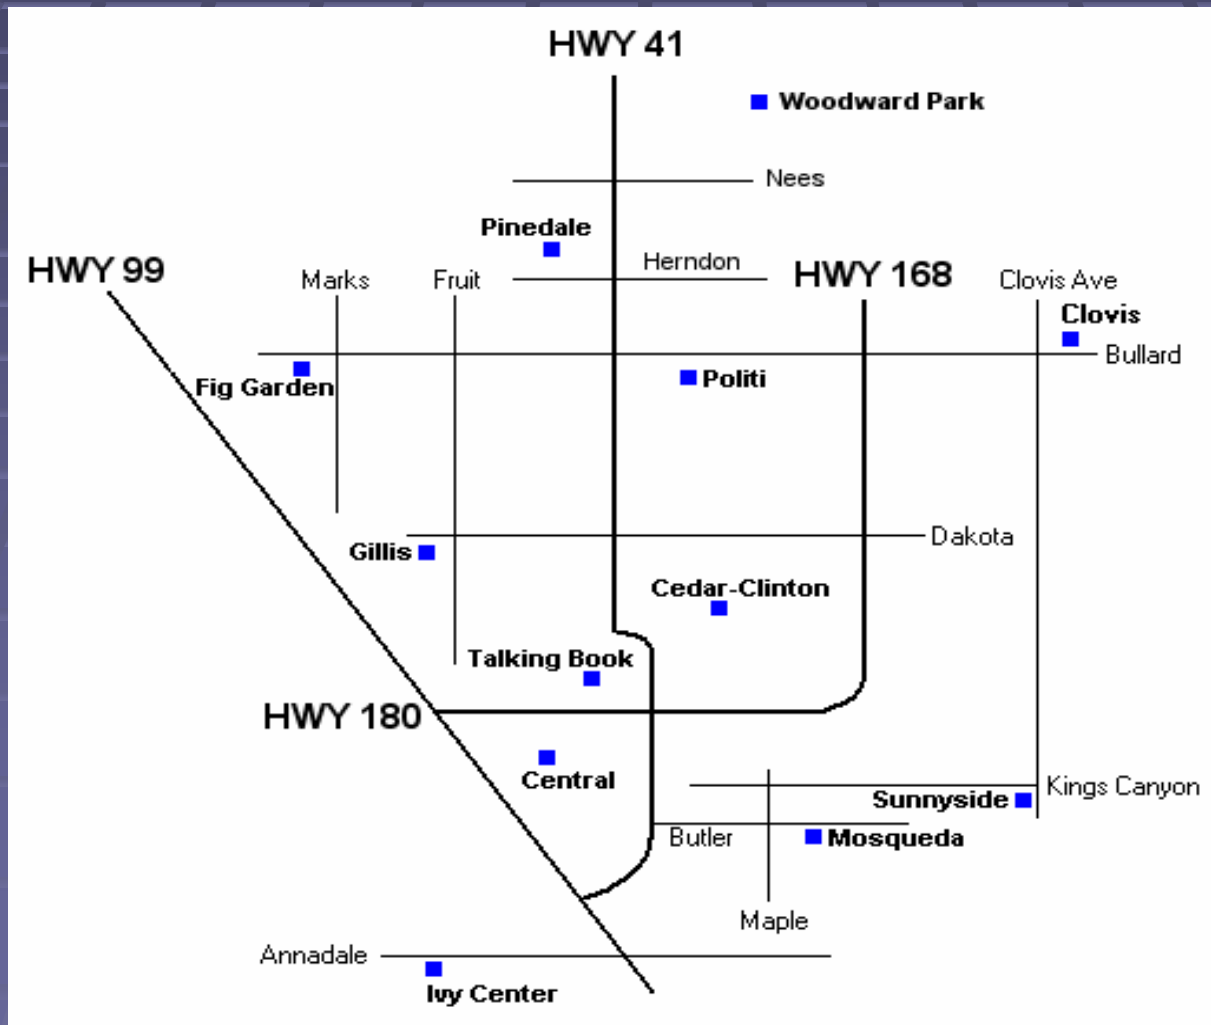 HWY 41
Woodward Park
Nees
Pinedale
HWY 99
Marks
Fruit
Herndon
HWY 168
Clovis Ave
Clovis
Bullard
Fig Garden
Politi
Gillis
Dakota
Cedar-Clinton
Talking Book
HWY 180
Central
Kings Canyon
Sunnyside
Butler
Mosqueda
Maple
Annadale
Ivy Center